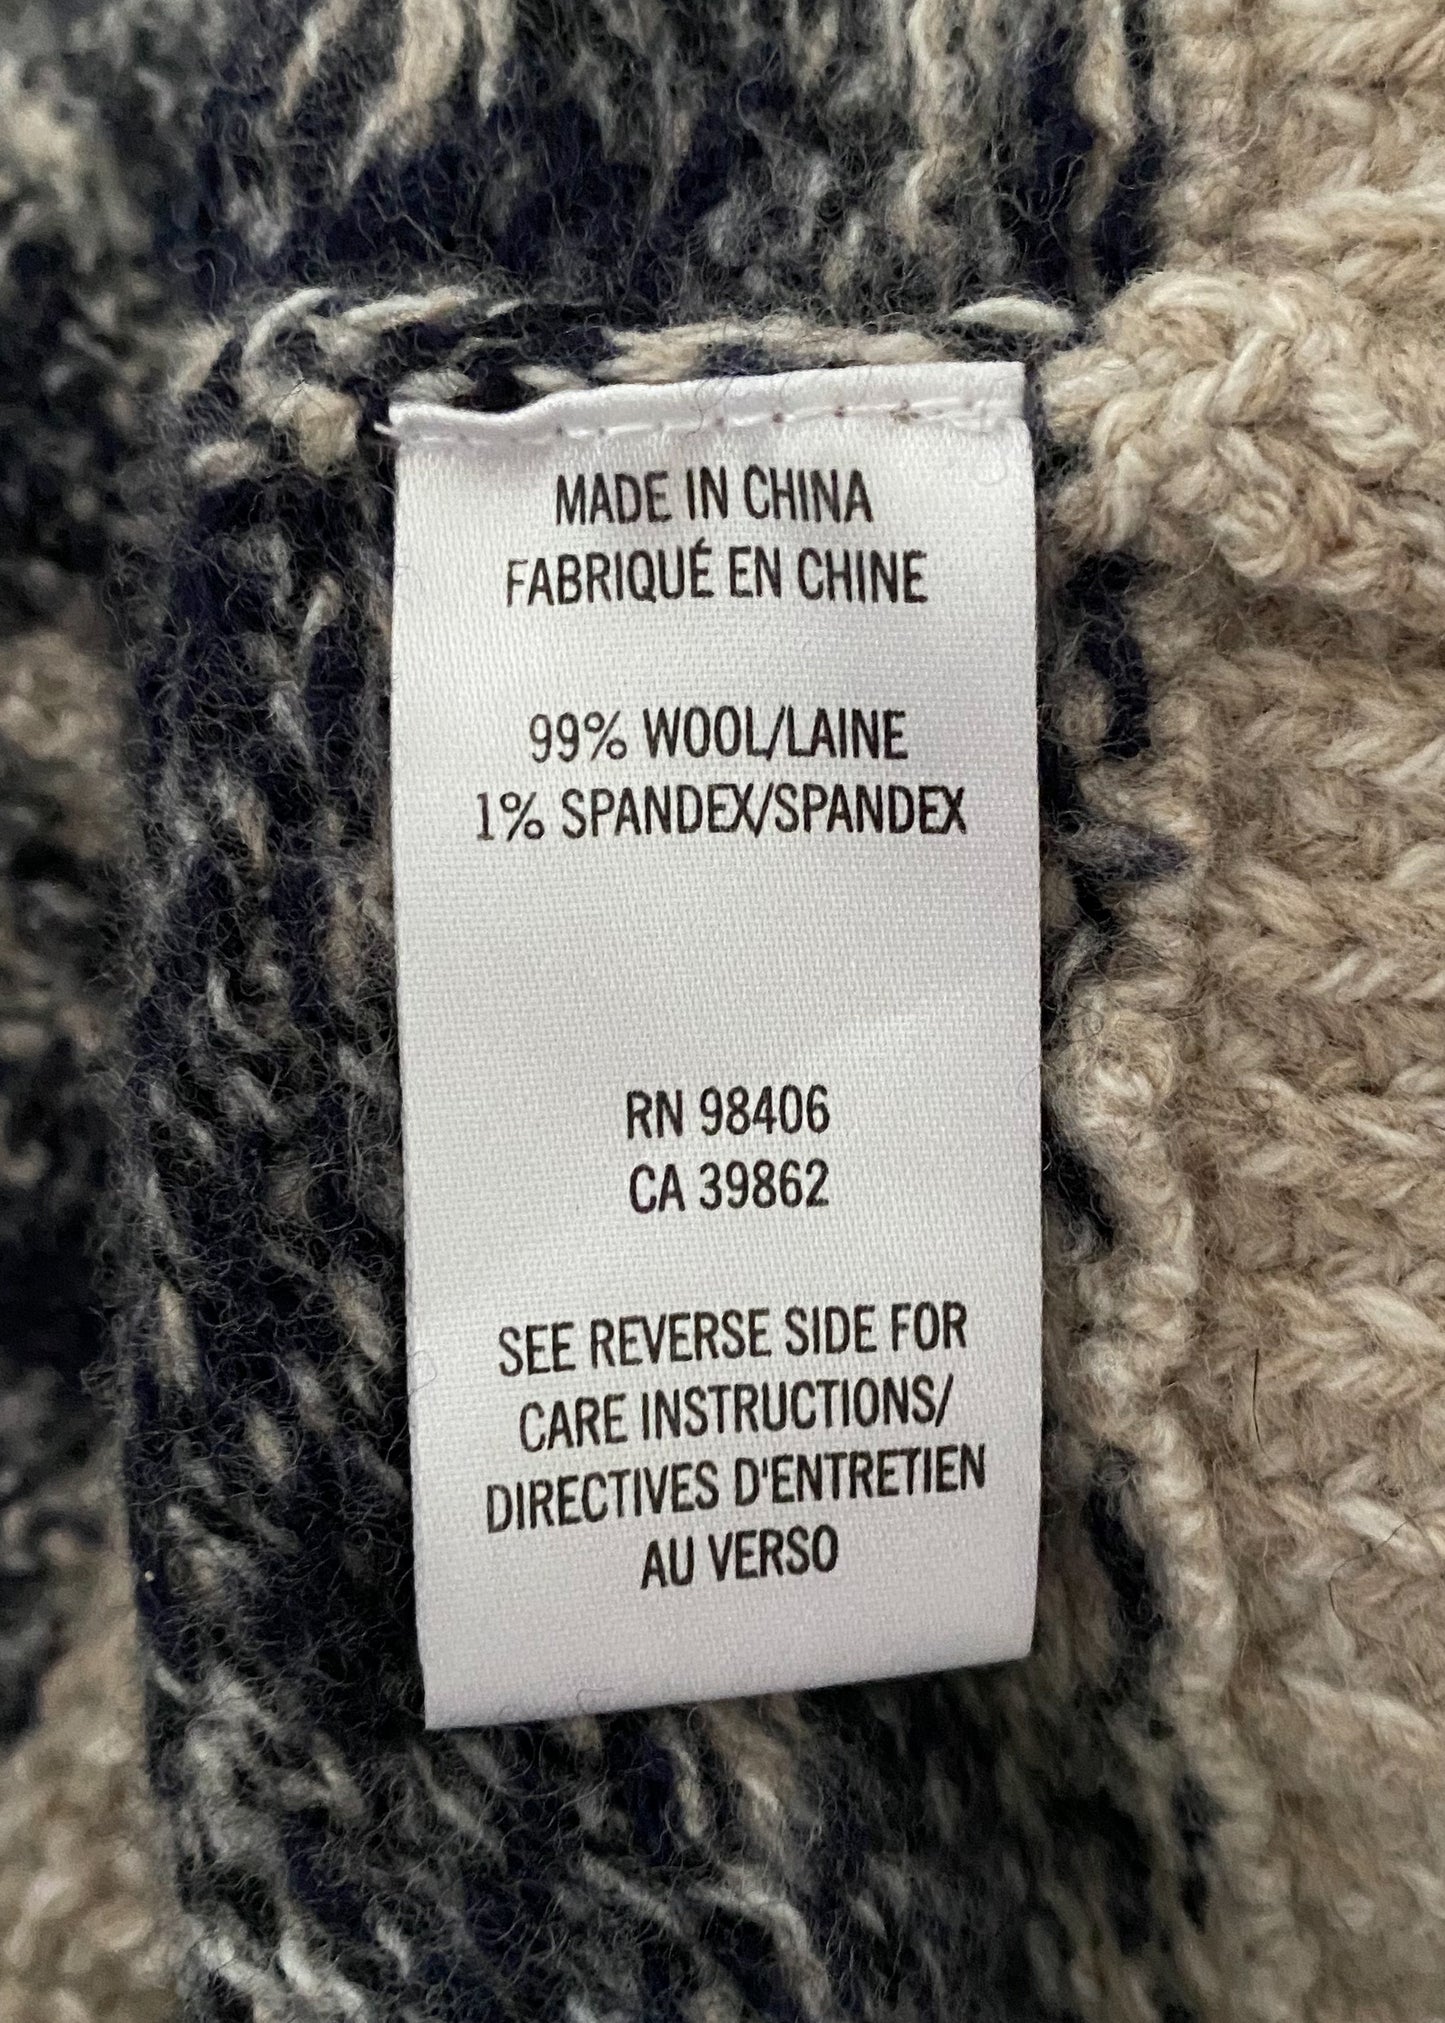 MADE IN CHINA
FABRIQUÉ EN CHINE
99% WOOL/LAINE
1% SPANDEX/SPANDEX
RN 98406
CA 39862
SEE REVERSE SIDE FOR
CARE INSTRUCTIONS/
DIRECTIVES D'ENTRETIEN
AU VERSO